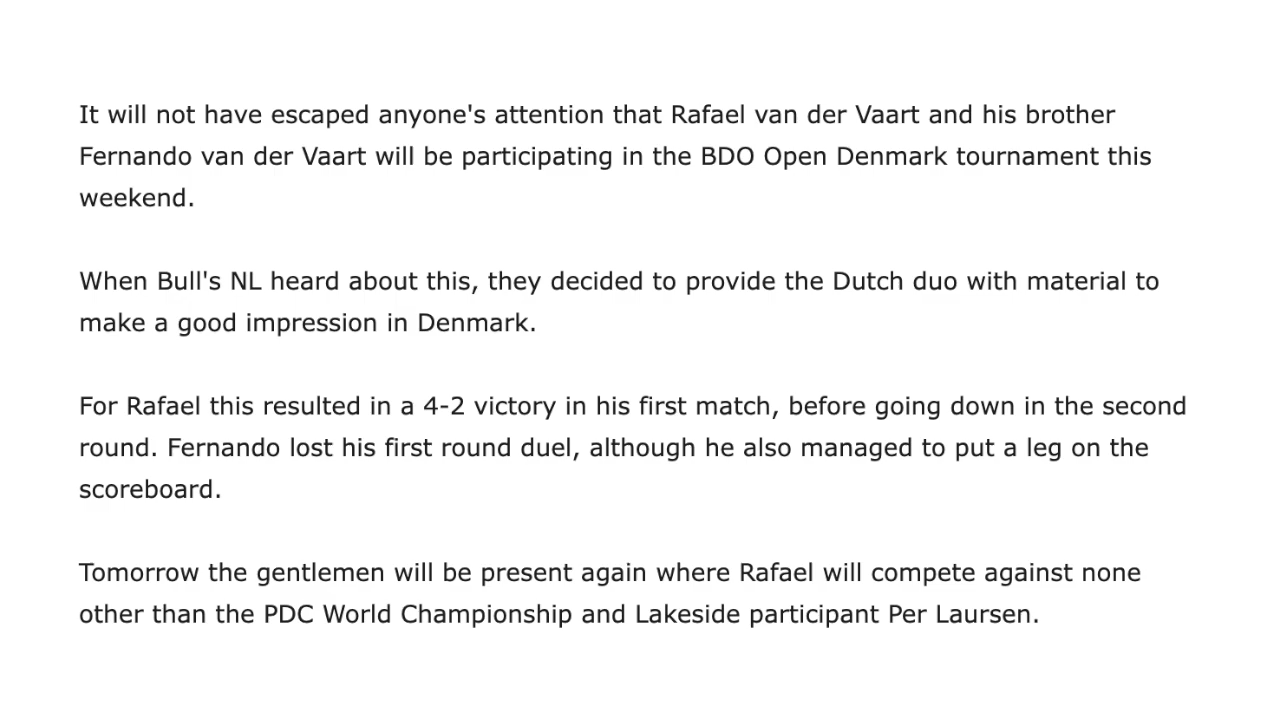 It will not have escaped anyone's attention that Rafael van der Vaart and his brother
Fernando van der Vaart will be participating in the BDO Open Denmark tournament this
weekend.
When Bull's NL heard about this, they decided to provide the Dutch duo with material to
make a good impression in Denmark.
For Rafael this resulted in a 4-2 victory in his first match, before going down in the second
round. Fernando lost his first round duel, although he also managed to put a leg on the
scoreboard.
Tomorrow the gentlemen will be present again where Rafael will compete against none
other than the PDC World Championship and Lakeside participant Per Laursen.